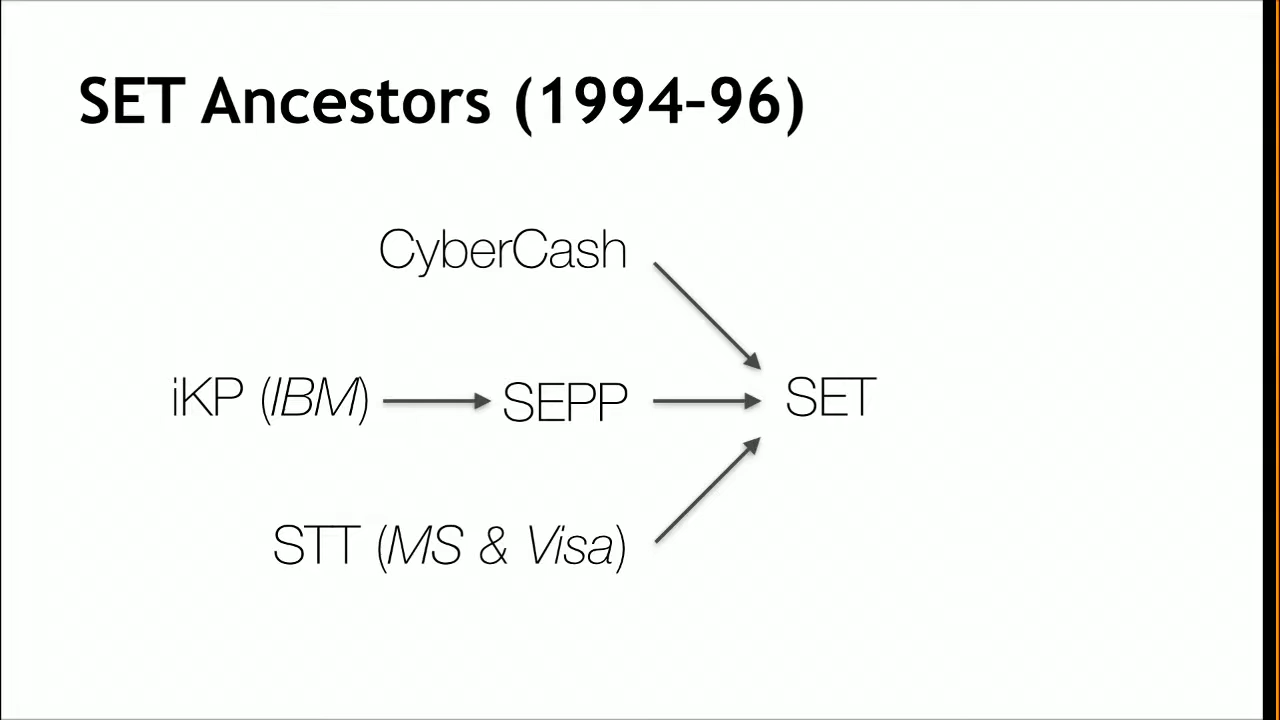 SET Ancestors (1994–96)
CyberCash
iKP (IBM) SEPP SET
STT (MS & Visa)